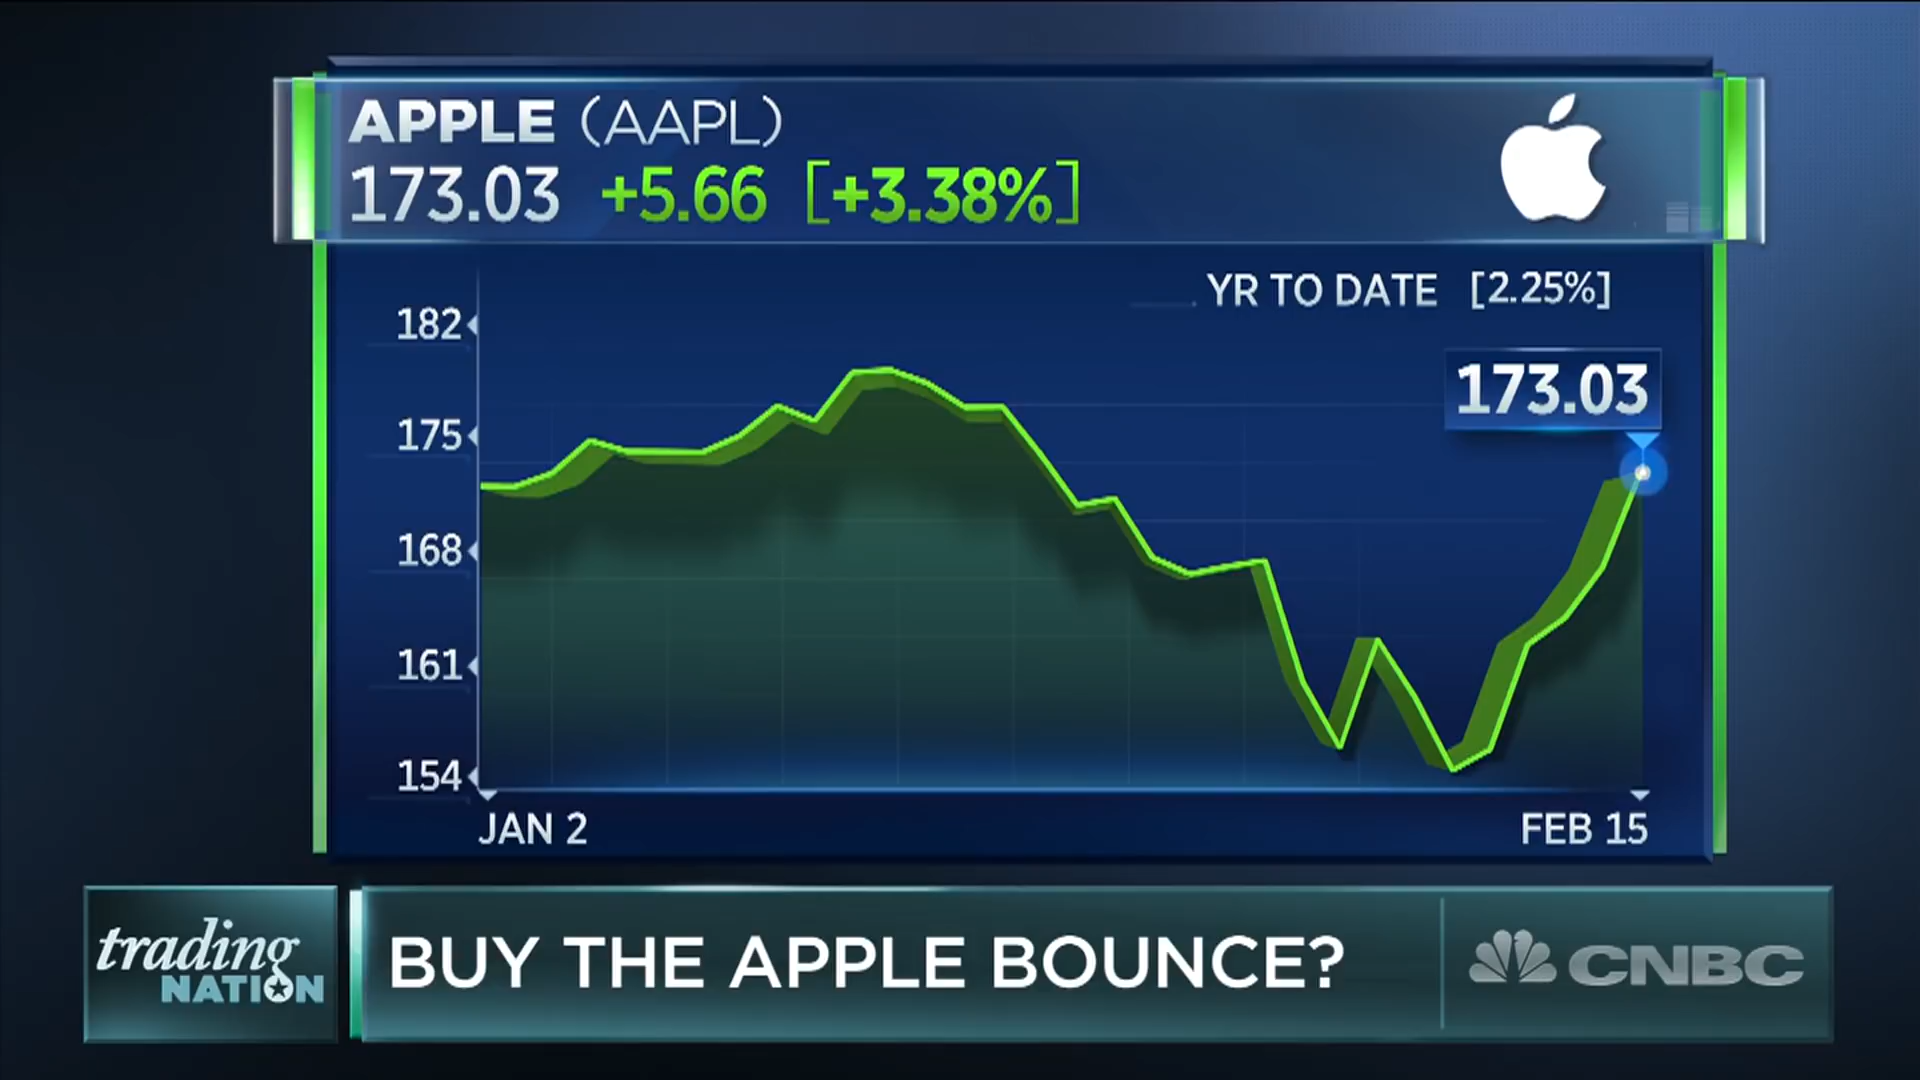 APPLE (AAPL)
173.03 +5.66 [+3.38%]
YR TO DATE [2.25%]
182
173.03
175
168
161
154
JAN 2
FEB 15
trading
NATION
BUY THE APPLE BOUNCE?
CNBC